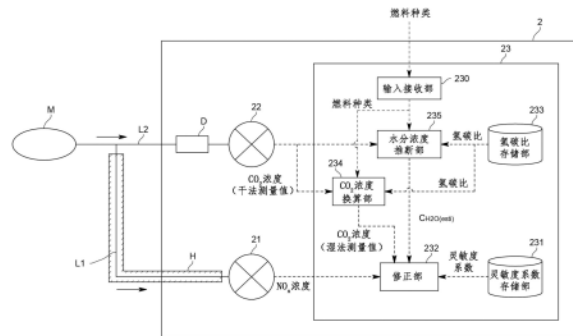 燃料种类
2
23
输入接收部
230
燃料种类
M
L2
D
22
235
水分浓度
推断部
氢碳比
233
氢碳比
存储部
CO₂浓度
（干法测量值）
234
CO₂浓度
换算部
氢碳比
CH2O(wet)
CO₂浓度
（湿法测量值）
L1
H
21
NOx浓度
232
修正部
灵敏度
系数
231
灵敏度系数
存储部